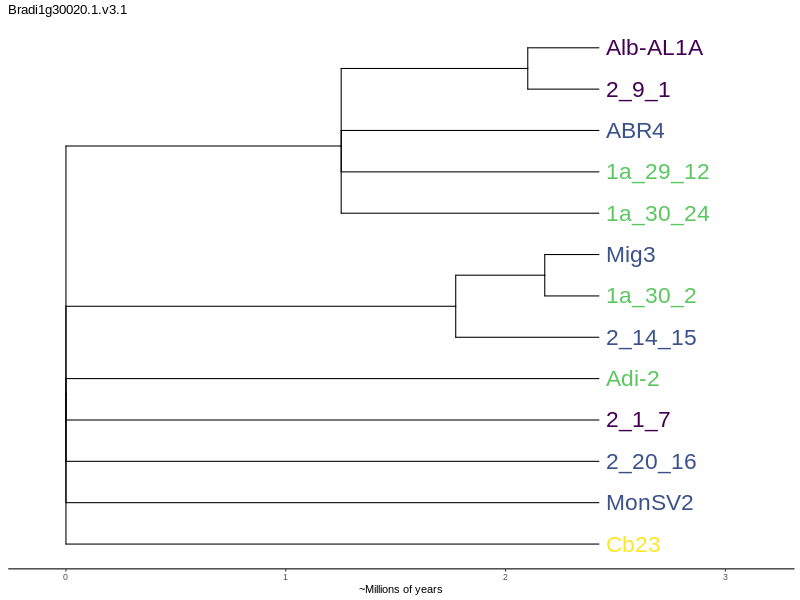 Bradi1g30020.1.v3.1
Alb-AL1A
2_9_1
ABR4
1a_29_12
1a_30_24
Mig3
1a_30_2
2_14_15
Adi-2
2_1_7
2_20_16
MonSV2
Cb23
0 1 2 3
~Millions of years